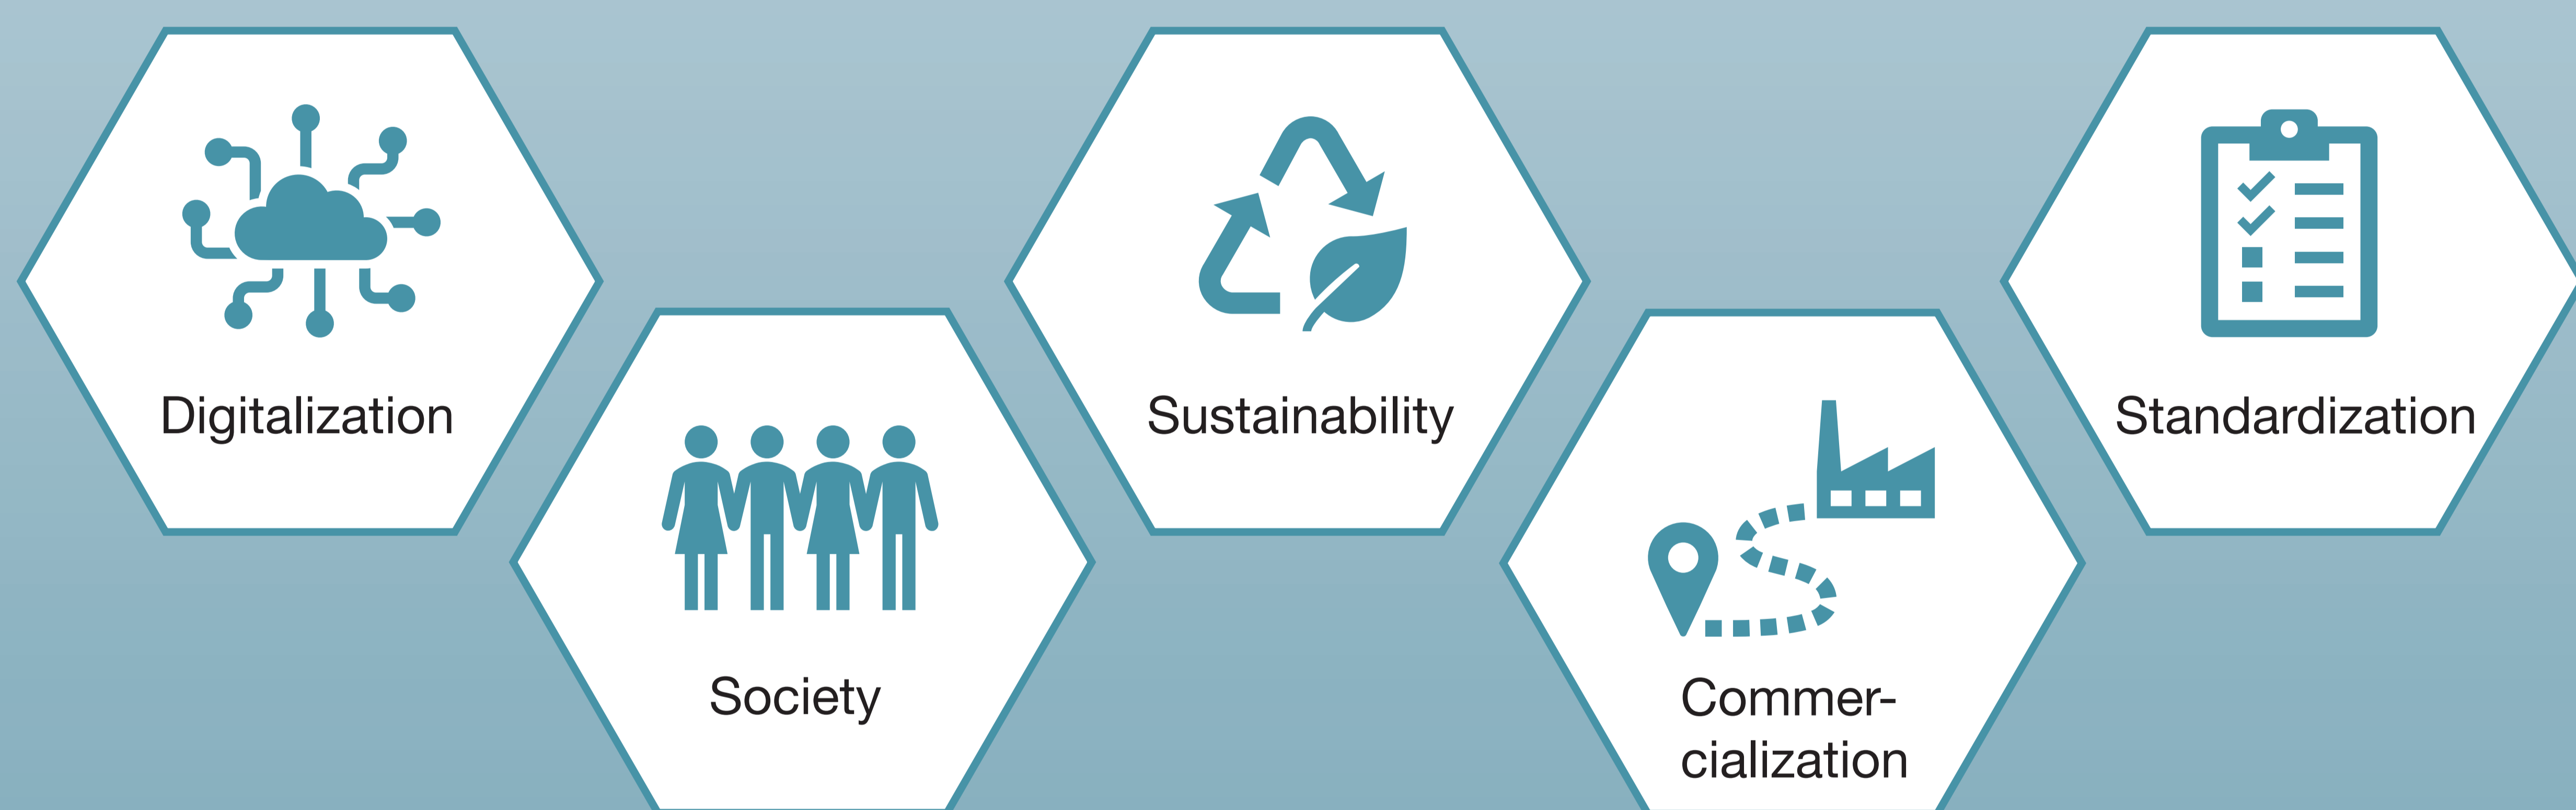 Digitalization
Society
Sustainability
Commer-
cialization
Standardization